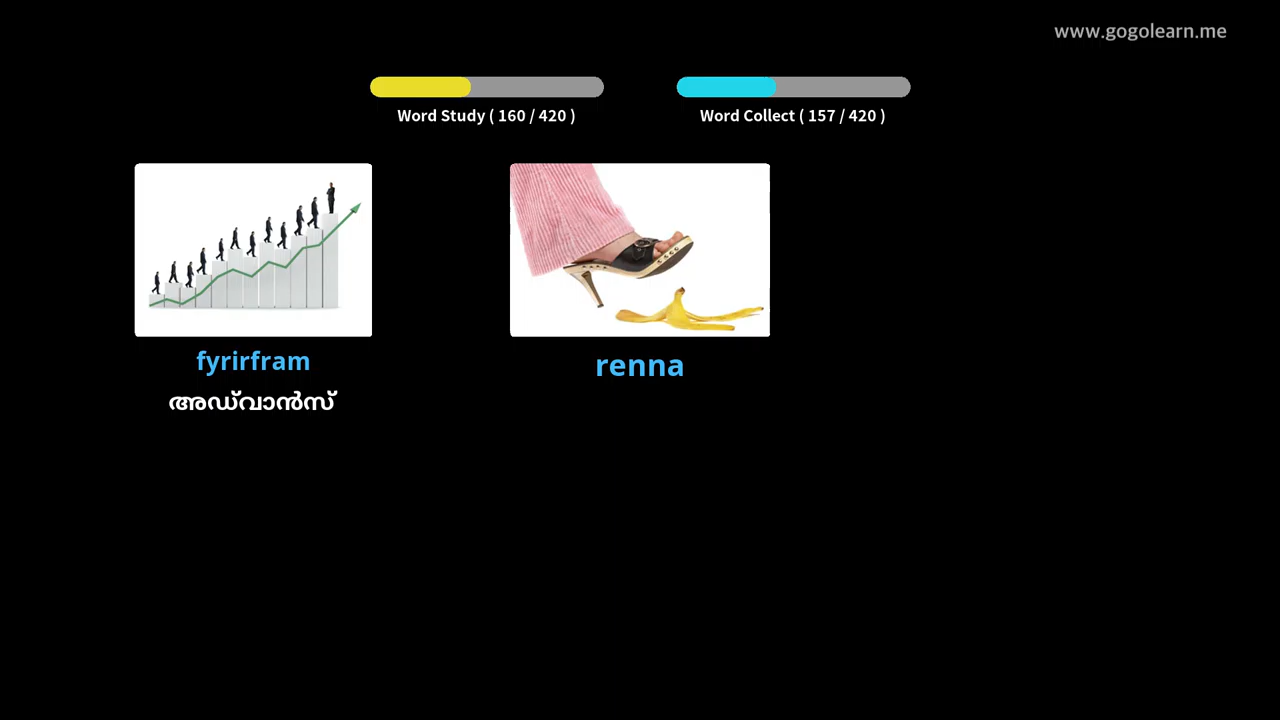 www.gogolearn.me
Word Study ( 160 / 420 )
Word Collect ( 157 / 420 )
fyrirfram
അഡ്വാൻസ്
renna